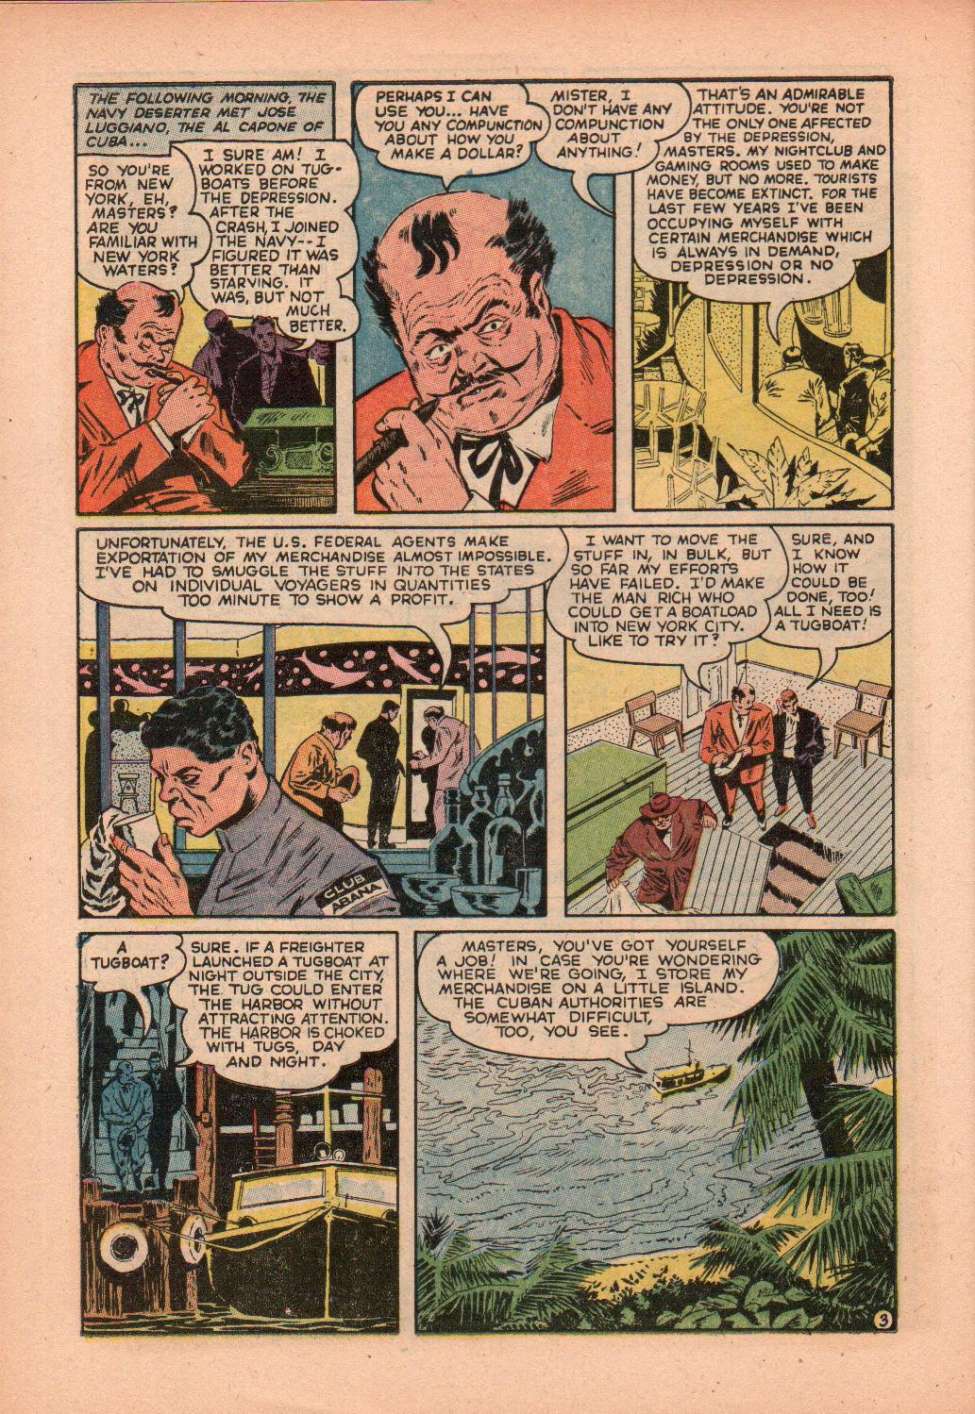 THE FOLLOWING MORNING, THE
NAVY DESERTER MET JOSE
LUGGIANO, THE AL CAPONE OF
CUBA...
SO YOU'RE
FROM NEW
YORK, EH,
MASTERS?
ARE YOU
FAMILIAR WITH
NEW YORK
WATERS?
I SURE AM! I
WORKED ON TUG-
BOATS BEFORE
THE DEPRESSION.
AFTER THE
CRASH, I JOINED
THE NAVY--I
FIGURED IT WAS
BETTER THAN
STARVING. IT
WAS, BUT NOT
MUCH
BETTER.
PERHAPS I CAN
USE YOU... HAVE
YOU ANY COMPUNCTION
ABOUT HOW YOU
MAKE A DOLLAR?
MISTER, I
DON'T HAVE ANY
COMPUNCTION
ABOUT
ANYTHING!
THAT'S AN ADMIRABLE
ATTITUDE. YOU'RE NOT
THE ONLY ONE AFFECTED
BY THE DEPRESSION,
MASTERS. MY NIGHTCLUB AND
GAMING ROOMS USED TO MAKE
MONEY, BUT NO MORE. TOURISTS
HAVE BECOME EXTINCT. FOR THE
LAST FEW YEARS I'VE BEEN
OCCUPYING MYSELF WITH
CERTAIN MERCHANDISE WHICH
IS ALWAYS IN DEMAND,
DEPRESSION OR NO
DEPRESSION.
UNFORTUNATELY, THE U.S. FEDERAL AGENTS MAKE
EXPORTATION OF MY MERCHANDISE ALMOST IMPOSSIBLE.
I'VE HAD TO SMUGGLE THE STUFF INTO THE STATES
ON INDIVIDUAL VOYAGERS IN QUANTITIES
TOO MINUTE TO SHOW A PROFIT.
CLUB
ABANA
I WANT TO MOVE THE
STUFF IN, IN BULK, BUT
SO FAR MY EFFORTS
HAVE FAILED. I'D MAKE
THE MAN RICH WHO
COULD GET A BOATLOAD
INTO NEW YORK CITY.
LIKE TO TRY IT?
SURE, AND
I KNOW
HOW IT
COULD BE
DONE, TOO!
ALL I NEED IS
A TUGBOAT!
A
TUGBOAT?
SURE. IF A FREIGHTER
LAUNCHED A TUGBOAT AT
NIGHT OUTSIDE THE CITY,
THE TUG COULD ENTER
THE HARBOR WITHOUT
ATTRACTING ATTENTION.
THE HARBOR IS CHOKED
WITH TUGS, DAY
AND NIGHT.
MASTERS, YOU'VE GOT YOURSELF
A JOB! IN CASE YOU'RE WONDERING
WHERE WE'RE GOING, I STORE MY
MERCHANDISE ON A LITTLE ISLAND.
THE CUBAN AUTHORITIES ARE
SOMEWHAT DIFFICULT,
TOO, YOU SEE.
3